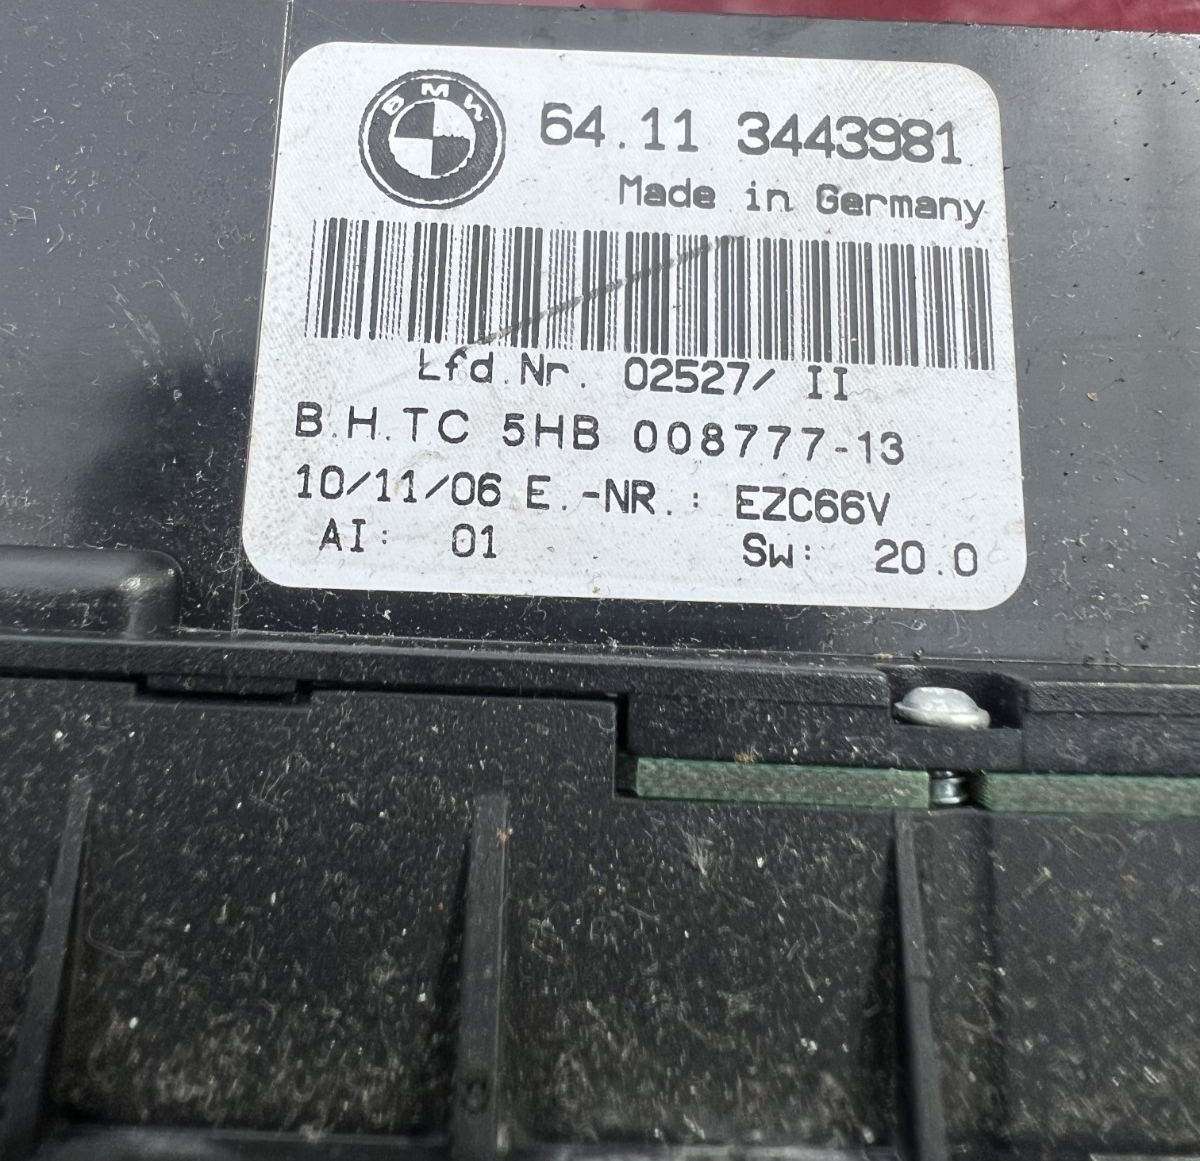 BMW
64.11 3443981
Made in Germany
Lfd.Nr. 02527/ II
B.H.TC 5HB 008777-13
10/11/06 E.-NR.: EZC66V
AI: 01 Sw: 20.0